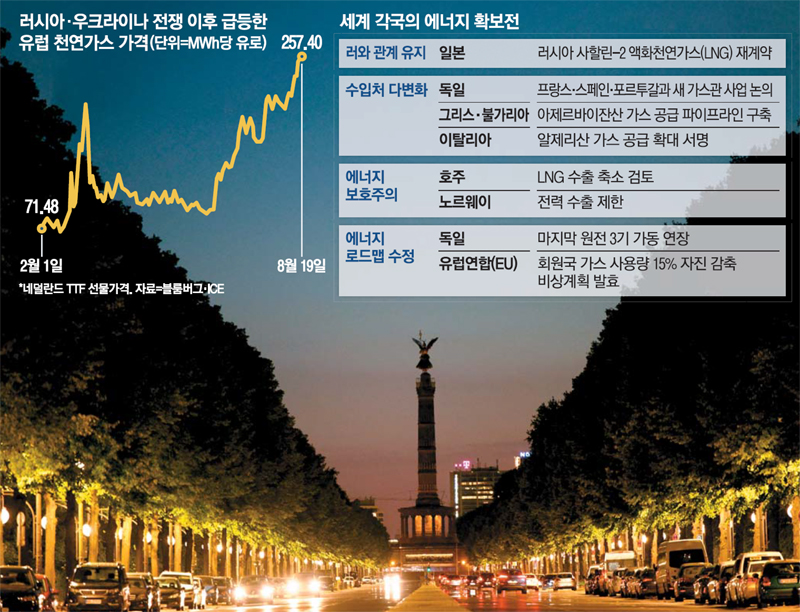 러시아·우크라이나 전쟁 이후 급등한
유럽 천연가스 가격(단위=MWh당 유로)
257.40
71.48
2월 1일
8월 19일
*네덜란드 TTF 선물가격. 자료=블룸버그·ICE
세계 각국의 에너지 확보전
러와 관계 유지 일본 러시아 사할린-2 액화천연가스(LNG) 재계약
수입처 다변화 독일 프랑스·스페인·포르투갈과 새 가스관 사업 논의
그리스·불가리아 아제르바이잔산 가스 공급 파이프라인 구축
이탈리아 알제리산 가스 공급 확대 서명
에너지 호주 LNG 수출 축소 검토
보호주의 노르웨이 전력 수출 제한
에너지 독일 마지막 원전 3기 가동 연장
로드맵 수정 유럽연합(EU) 회원국 가스 사용량 15% 자진 감축
비상계획 발효